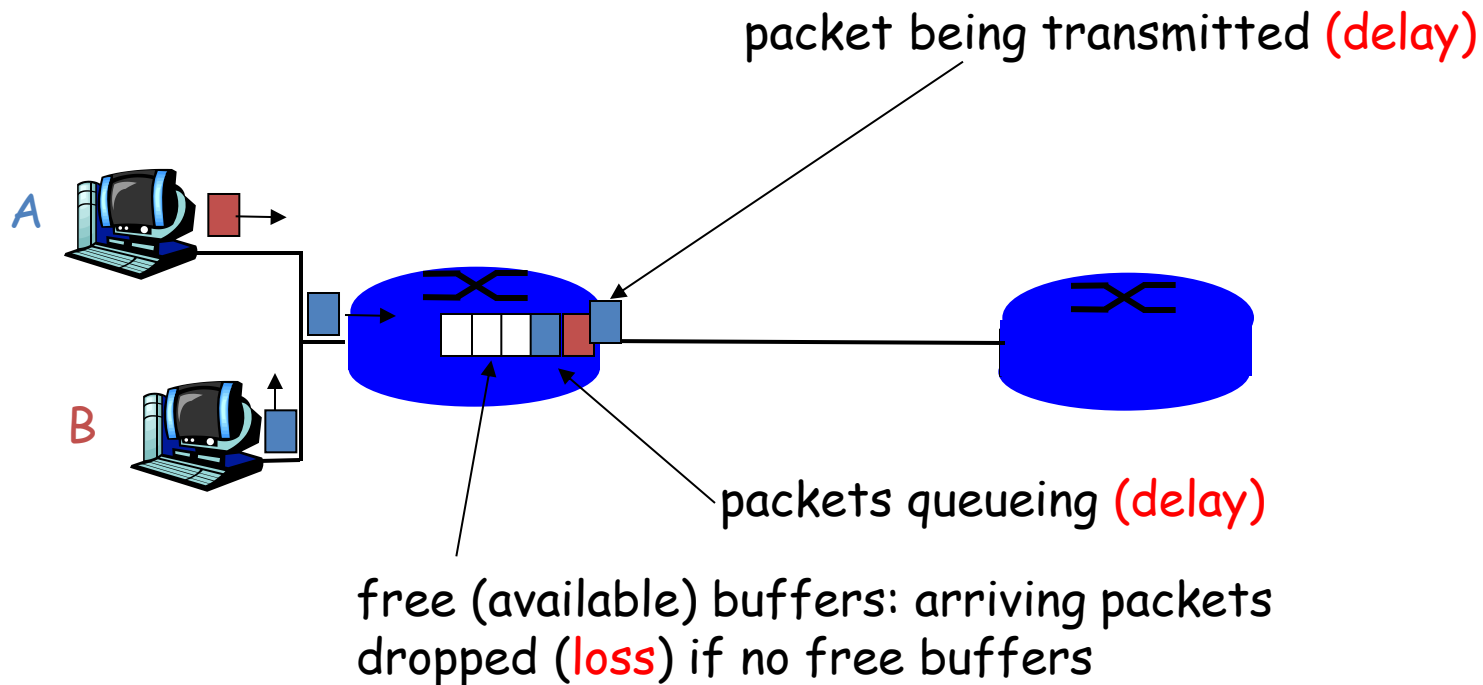 packet being transmitted (delay)
A
B
packets queueing (delay)
free (available) buffers: arriving packets
dropped (loss) if no free buffers